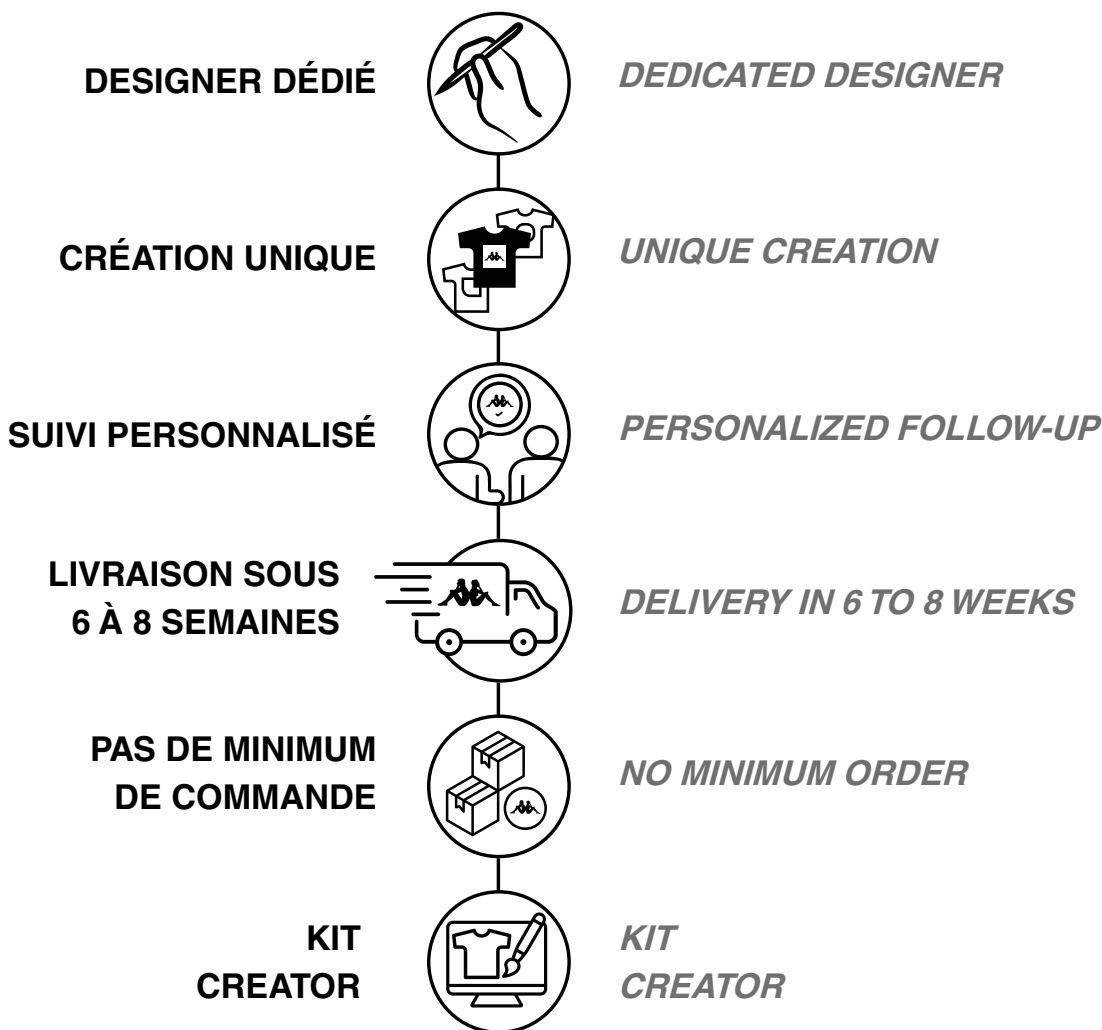 DESIGNER DÉDIÉ
DEDICATED DESIGNER
CRÉATION UNIQUE
UNIQUE CREATION
SUIVI PERSONNALISÉ
PERSONALIZED FOLLOW-UP
LIVRAISON SOUS
6 À 8 SEMAINES
DELIVERY IN 6 TO 8 WEEKS
PAS DE MINIMUM
DE COMMANDE
NO MINIMUM ORDER
KIT
CREATOR
KIT
CREATOR